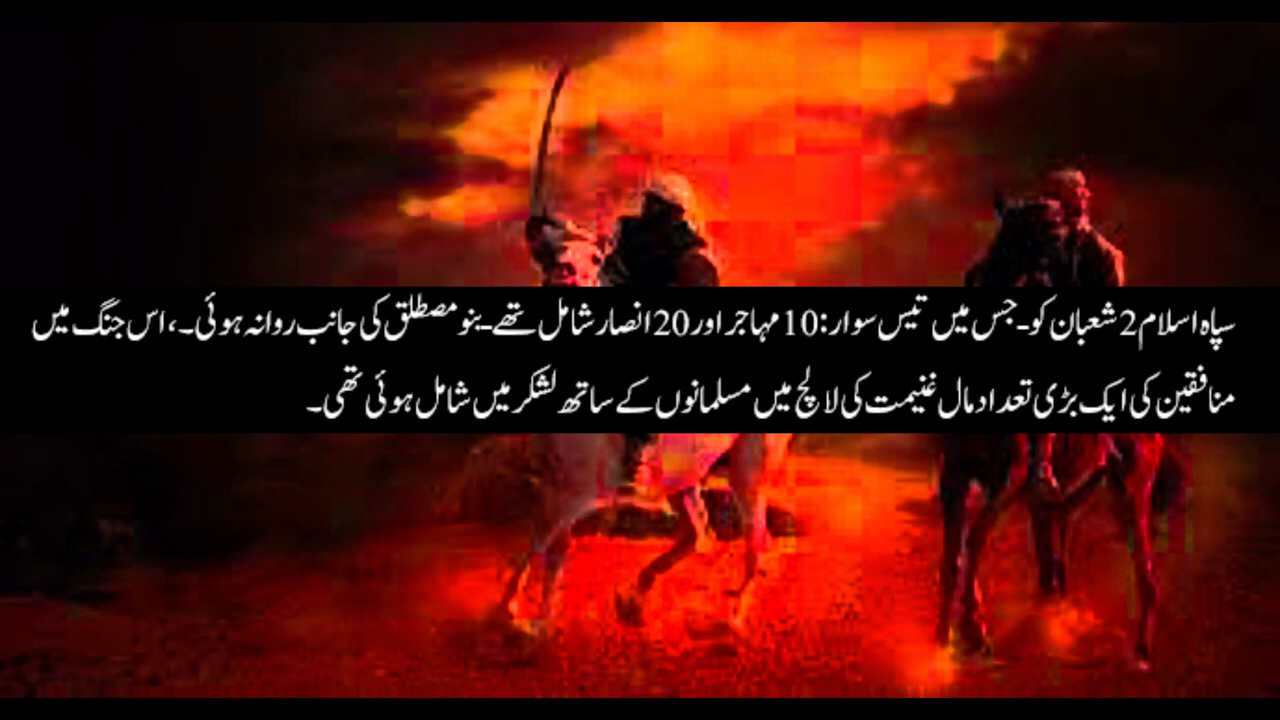 سپاہ اسلام 2 شعبان کو۔ جس میں تیس سوار: 10 مہاجر اور 20 انصار شامل تھے۔ بنو مصطلق کی جانب روانہ ہوئی۔، اس جنگ میں
منافقین کی ایک بڑی تعداد مال غنیمت کی لالچ میں مسلمانوں کے ساتھ لشکر میں شامل ہوئی تھی۔